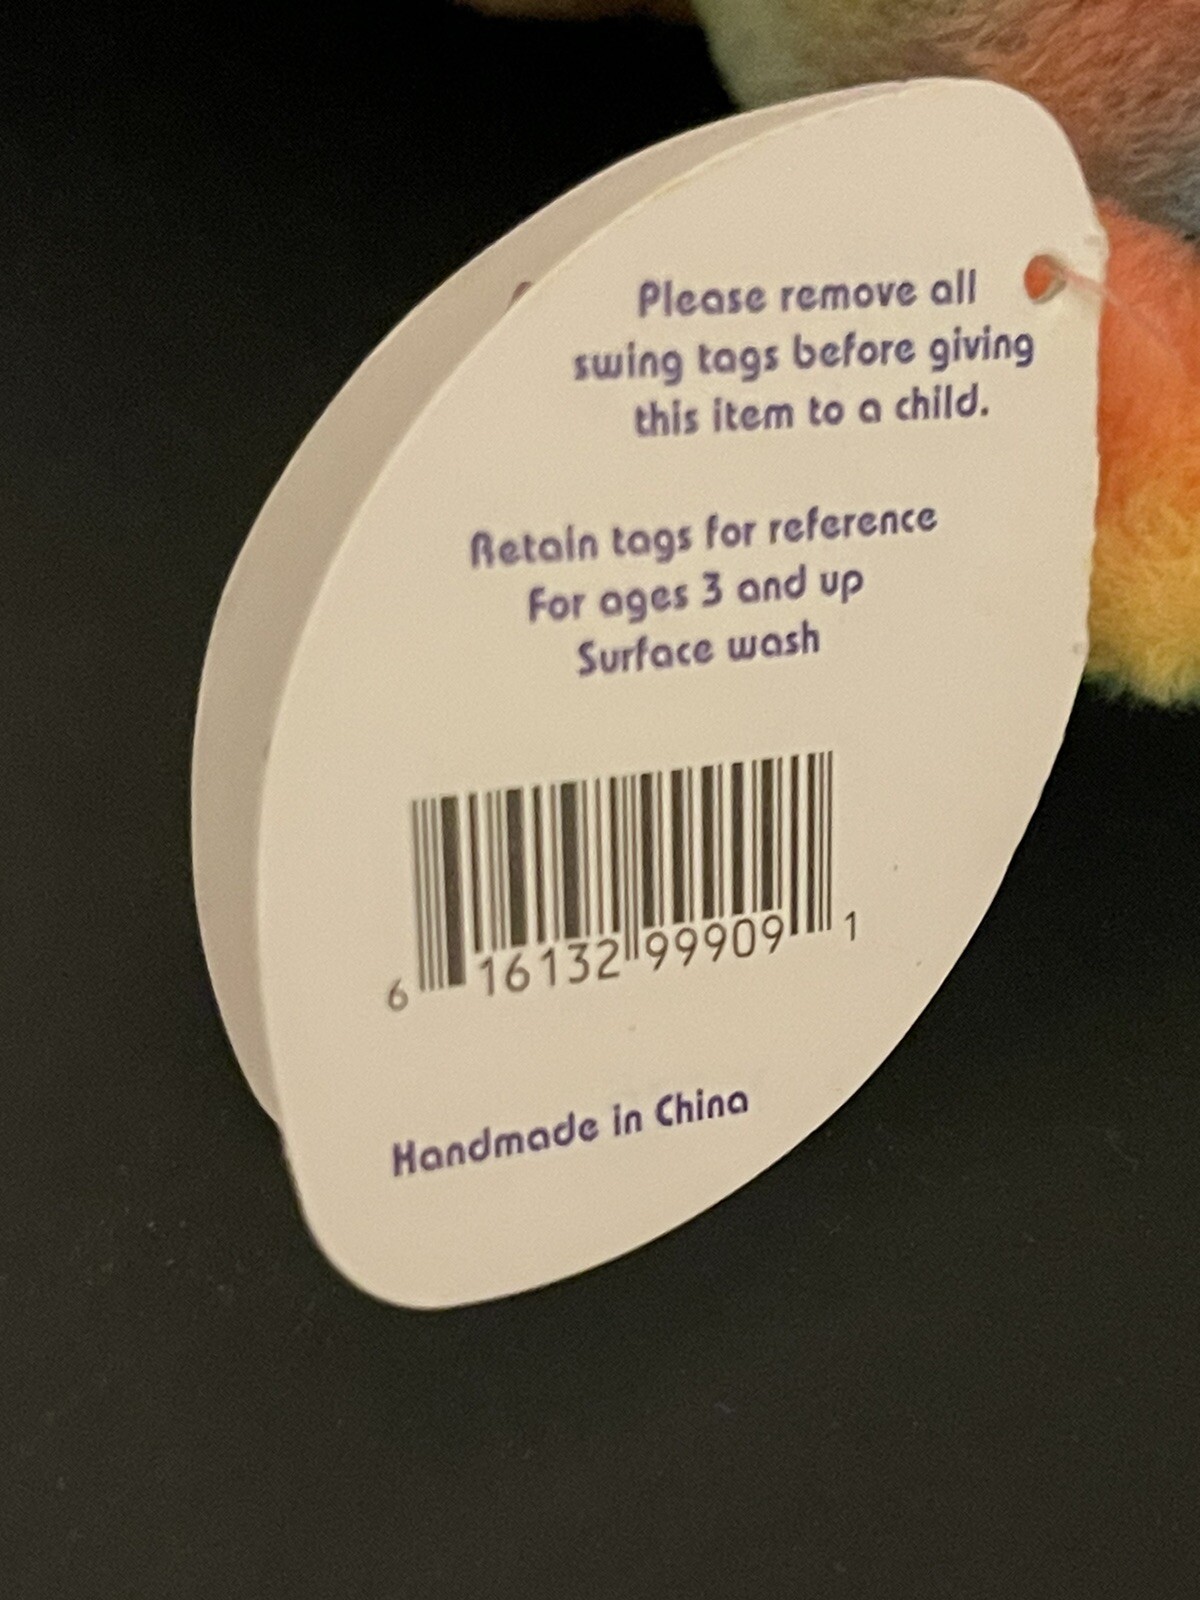 Please remove all
swing tags before giving
this item to a child.
Retain tags for reference
For ages 3 and up
Surface wash
6 16132 99909 1
Handmade in China